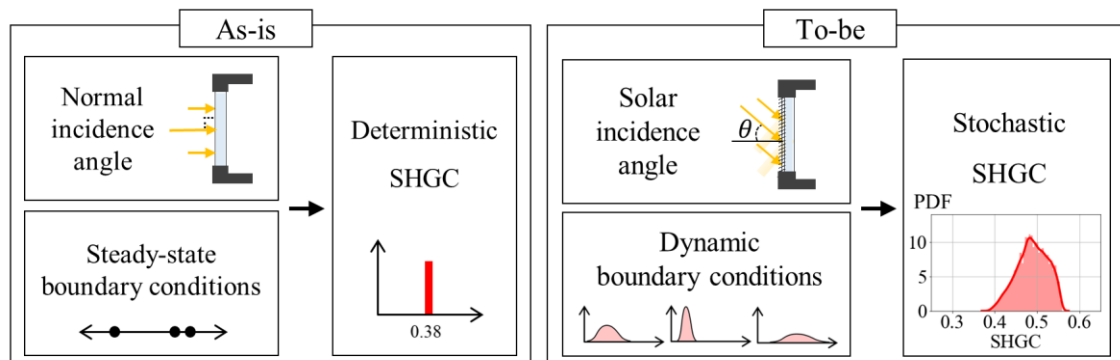 As-is
Normal
incidence
angle
Steady-state
boundary conditions
Deterministic
SHGC
0.38
To-be
Solar
incidence
angle
θ
Dynamic
boundary conditions
Stochastic
SHGC
PDF
10
5
0
0.3 0.4 0.5 0.6
SHGC